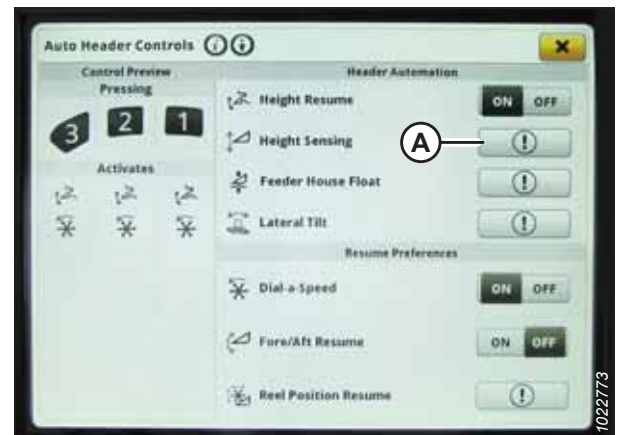 Auto Header Controls
Control Preview
Pressing
3 2 1
Activates
Header Automation
Height Resume ON OFF
Height Sensing A
Feeder House Float
Lateral Tilt
Resume Preferences
Dial-a-Speed ON OFF
Fore/Aft Resume ON OFF
Reel Position Resume
1022773